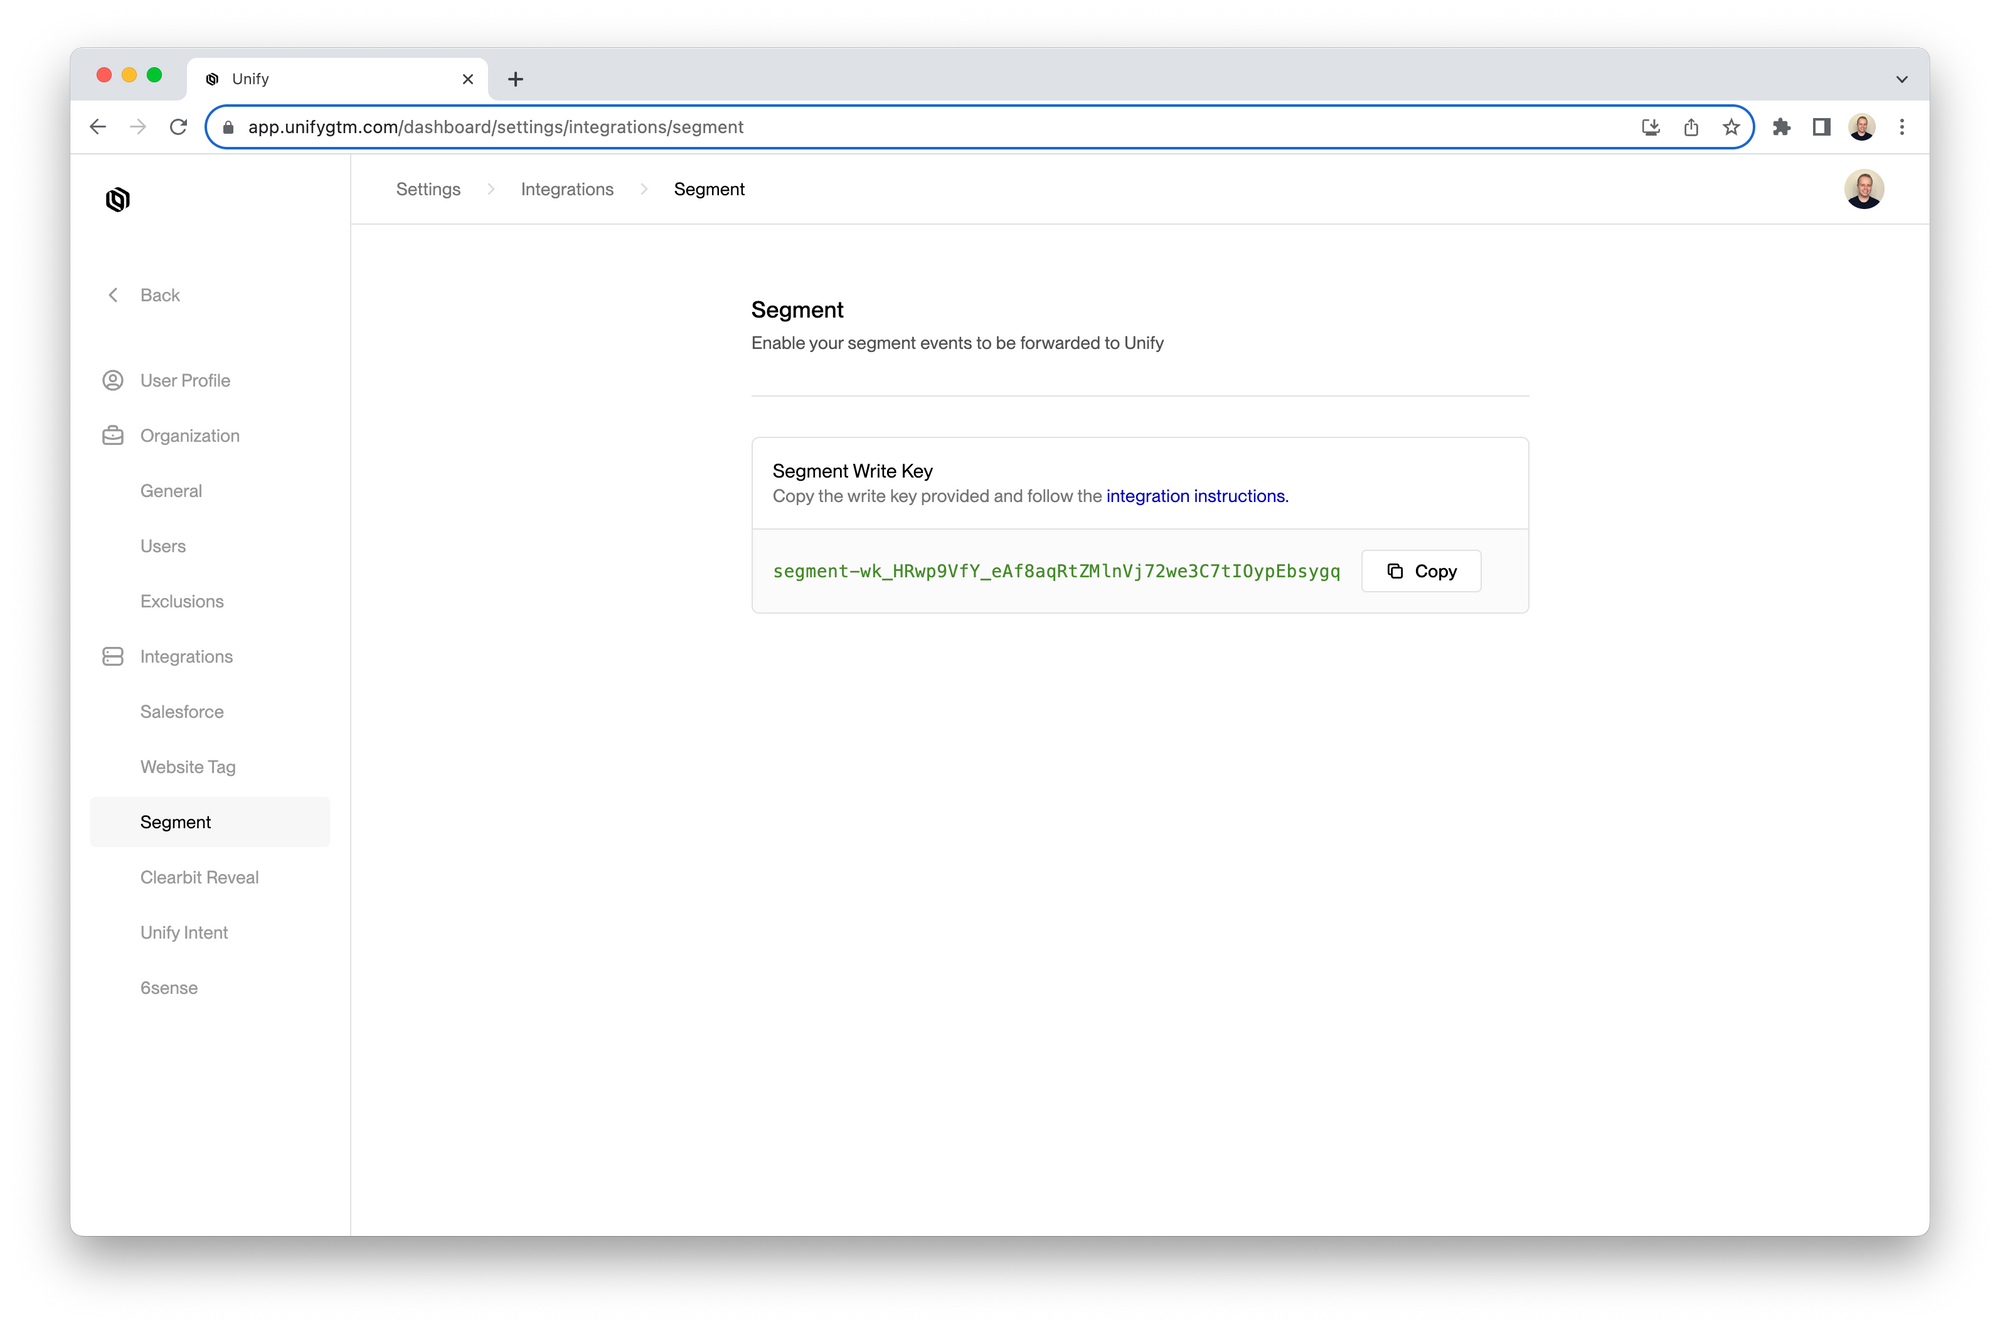 Unify
app.unifygtm.com/dashboard/settings/integrations/segment
Settings
Integrations
Segment
Back
User Profile
Organization
General
Users
Exclusions
Integrations
Salesforce
Website Tag
Segment
Clearbit Reveal
Unify Intent
6sense
Segment
Enable your segment events to be forwarded to Unify
Segment Write Key
Copy the write key provided and follow the integration instructions.
segment-wk_HRwp9VfY_eAf8aqRtZMlnVj72we3C7tIOypEbsygq
Copy